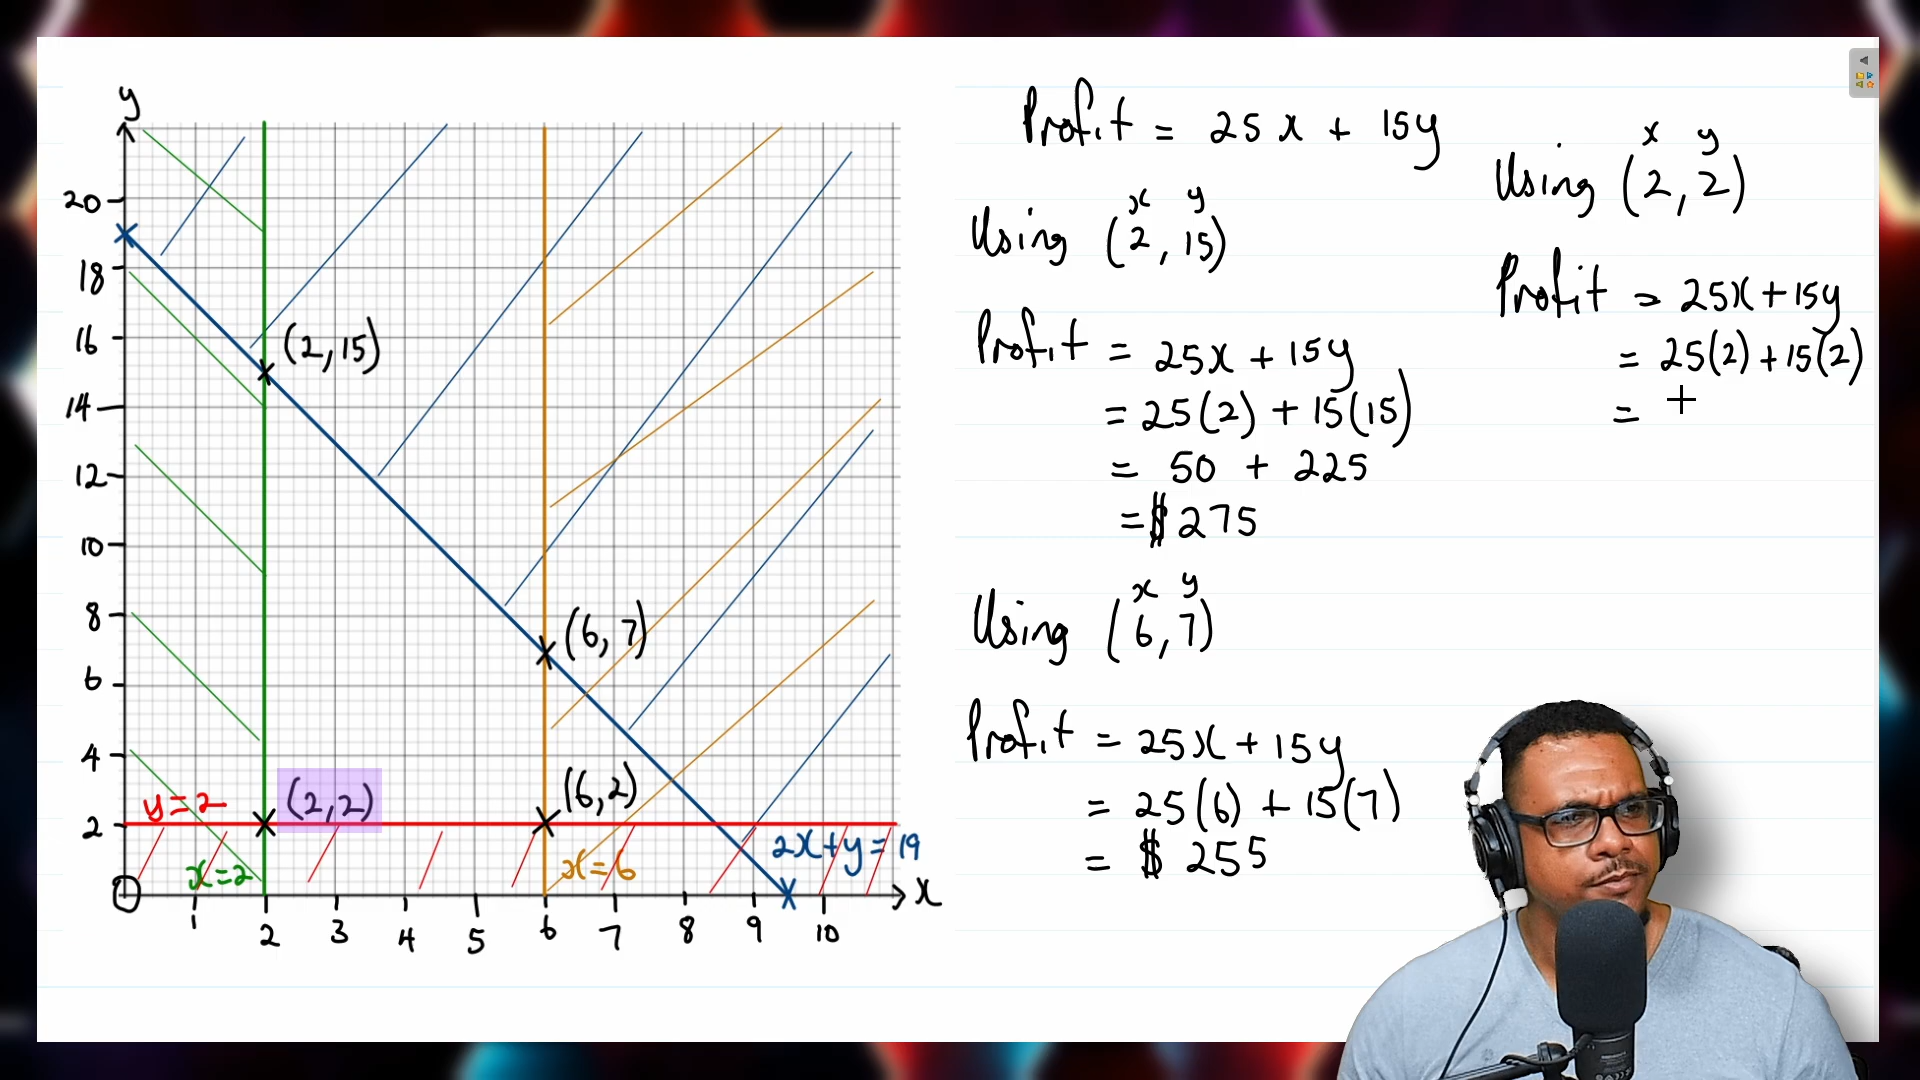 y
20
18
16
14
12
10
8
6
4
2
O
1
2
3
4
5
6
7
8
9
10
x
(2,15)
(6,7)
(2,2)
(6,2)
y=2
x=2
x=6
2x+y=19
Profit = 25x + 15y
x y
Using (2,15)
Profit = 25x + 15y
= 25(2) + 15(15)
= 50 + 225
= $275
x y
Using (6,7)
Profit = 25x + 15y
= 25(6) + 15(7)
= $ 255
x y
Using (2,2)
Profit = 25x+15y
= 25(2)+15(2)
=